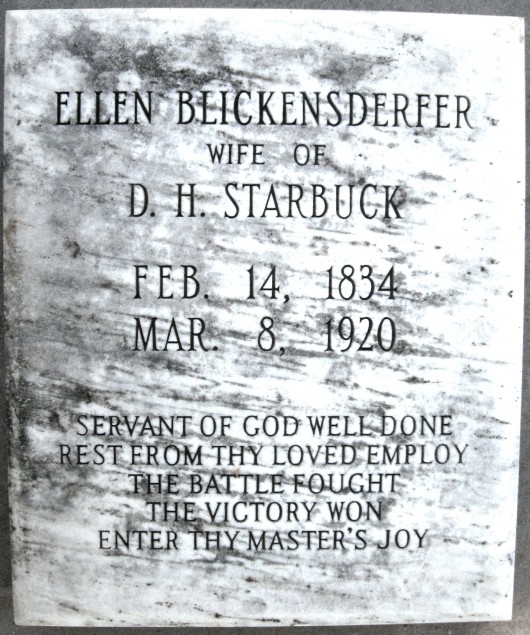 ELLEN BLICKENSDERFER
WIFE OF
D. H. STARBUCK
FEB. 14, 1834
MAR. 8, 1920
SERVANT OF GOD WELL DONE
REST FROM THY LOVED EMPLOY
THE BATTLE FOUGHT
THE VICTORY WON
ENTER THY MASTER'S JOY